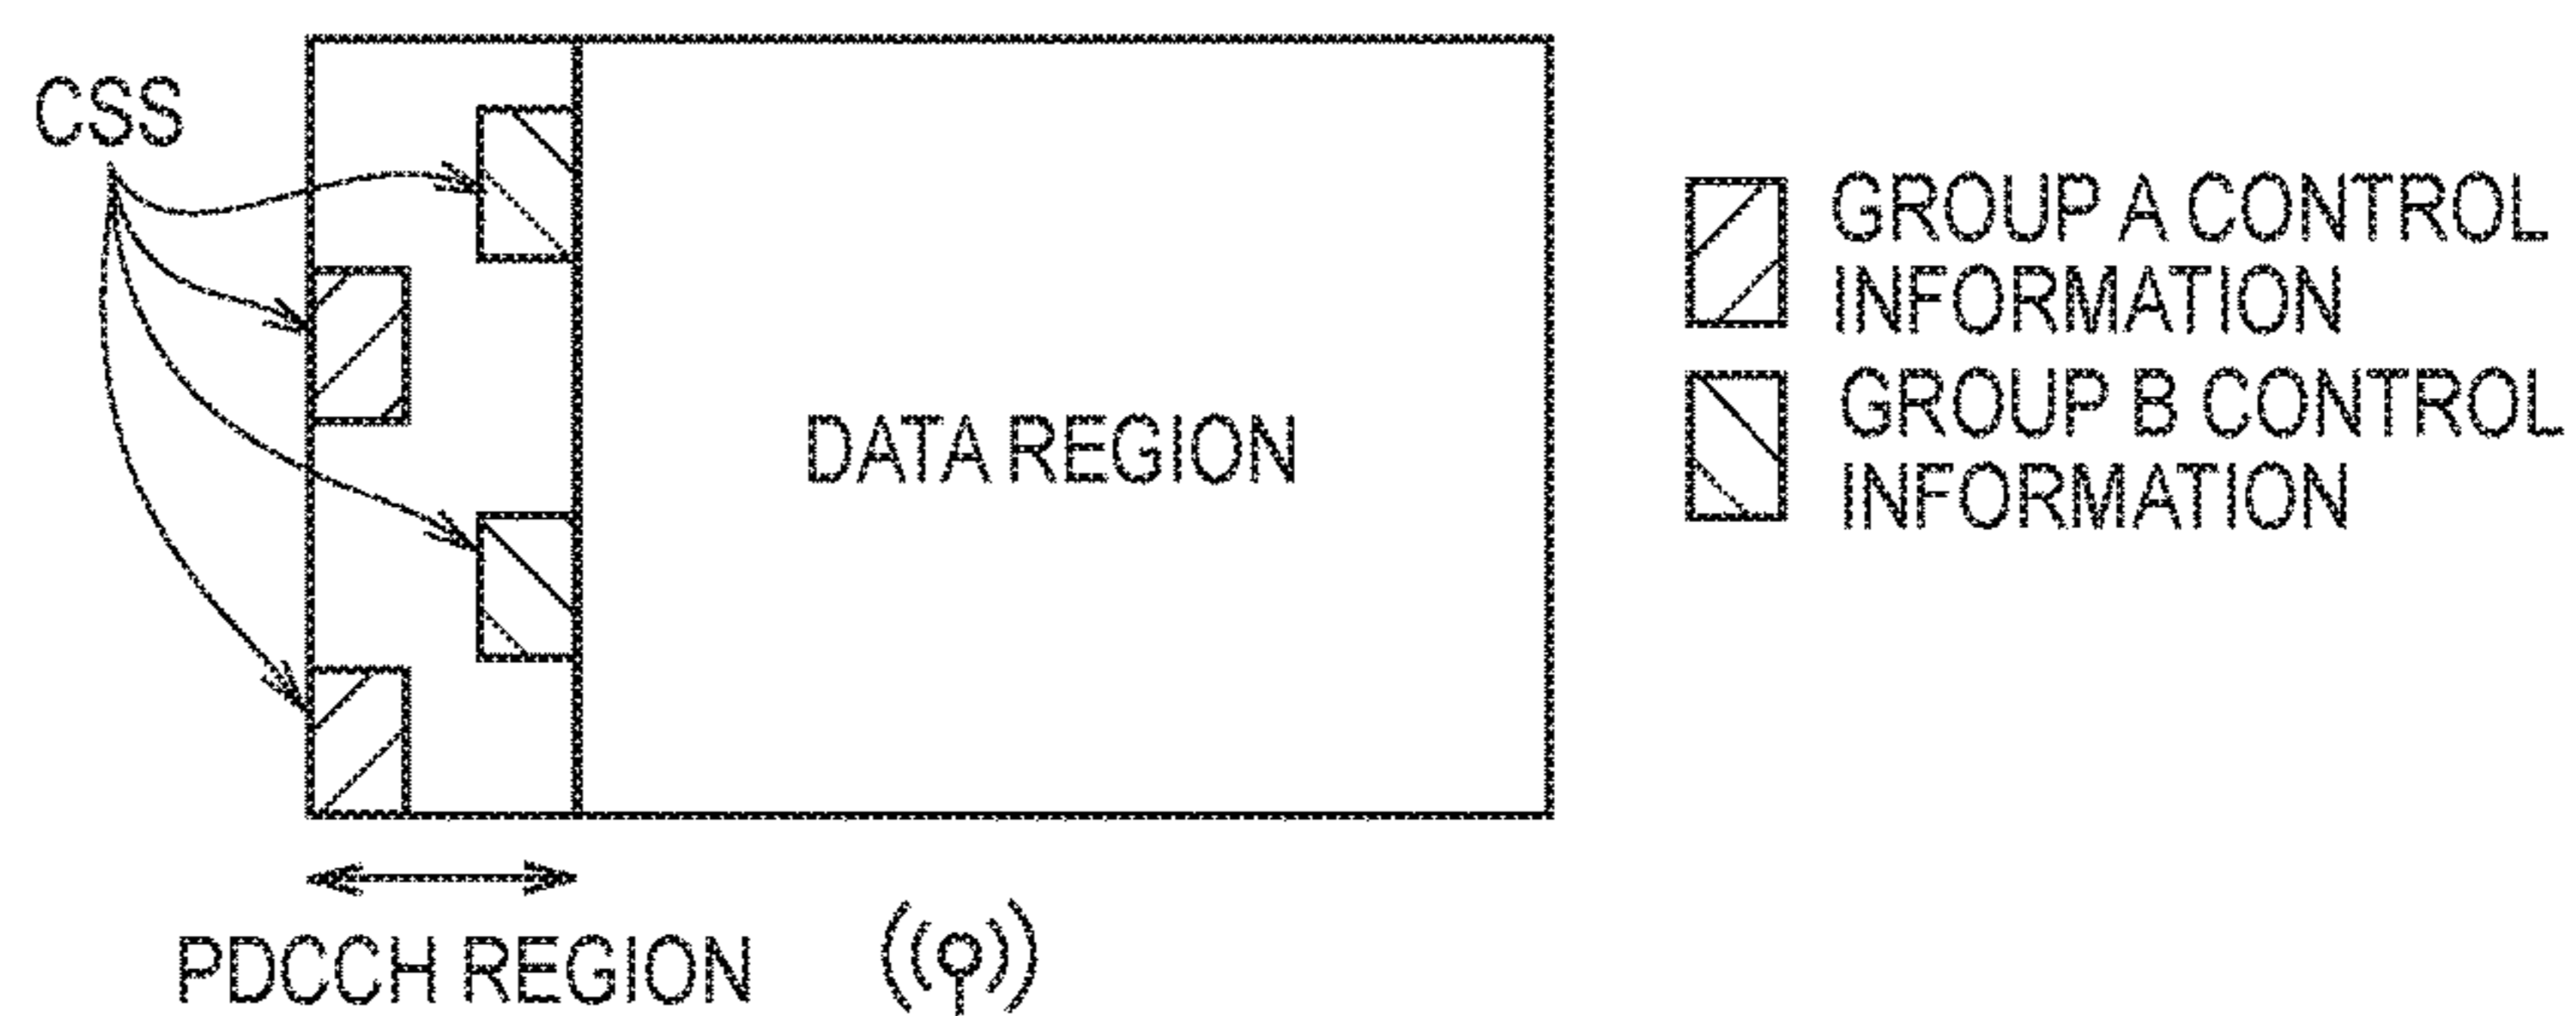 CSS
DATA REGION
PDCCH REGION
GROUP A CONTROL
INFORMATION
GROUP B CONTROL
INFORMATION